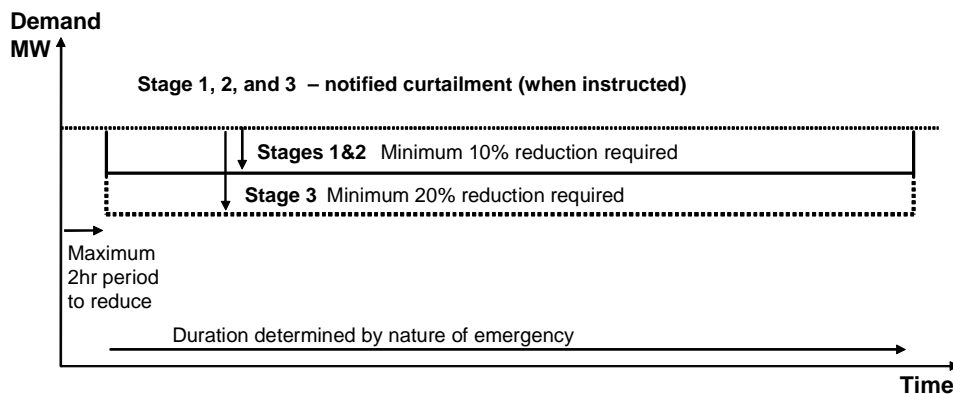 Demand
MW
Stage 1, 2, and 3 – notified curtailment (when instructed)
Stages 1&2 Minimum 10% reduction required
Stage 3 Minimum 20% reduction required
Maximum
2hr period
to reduce
Duration determined by nature of emergency
Time